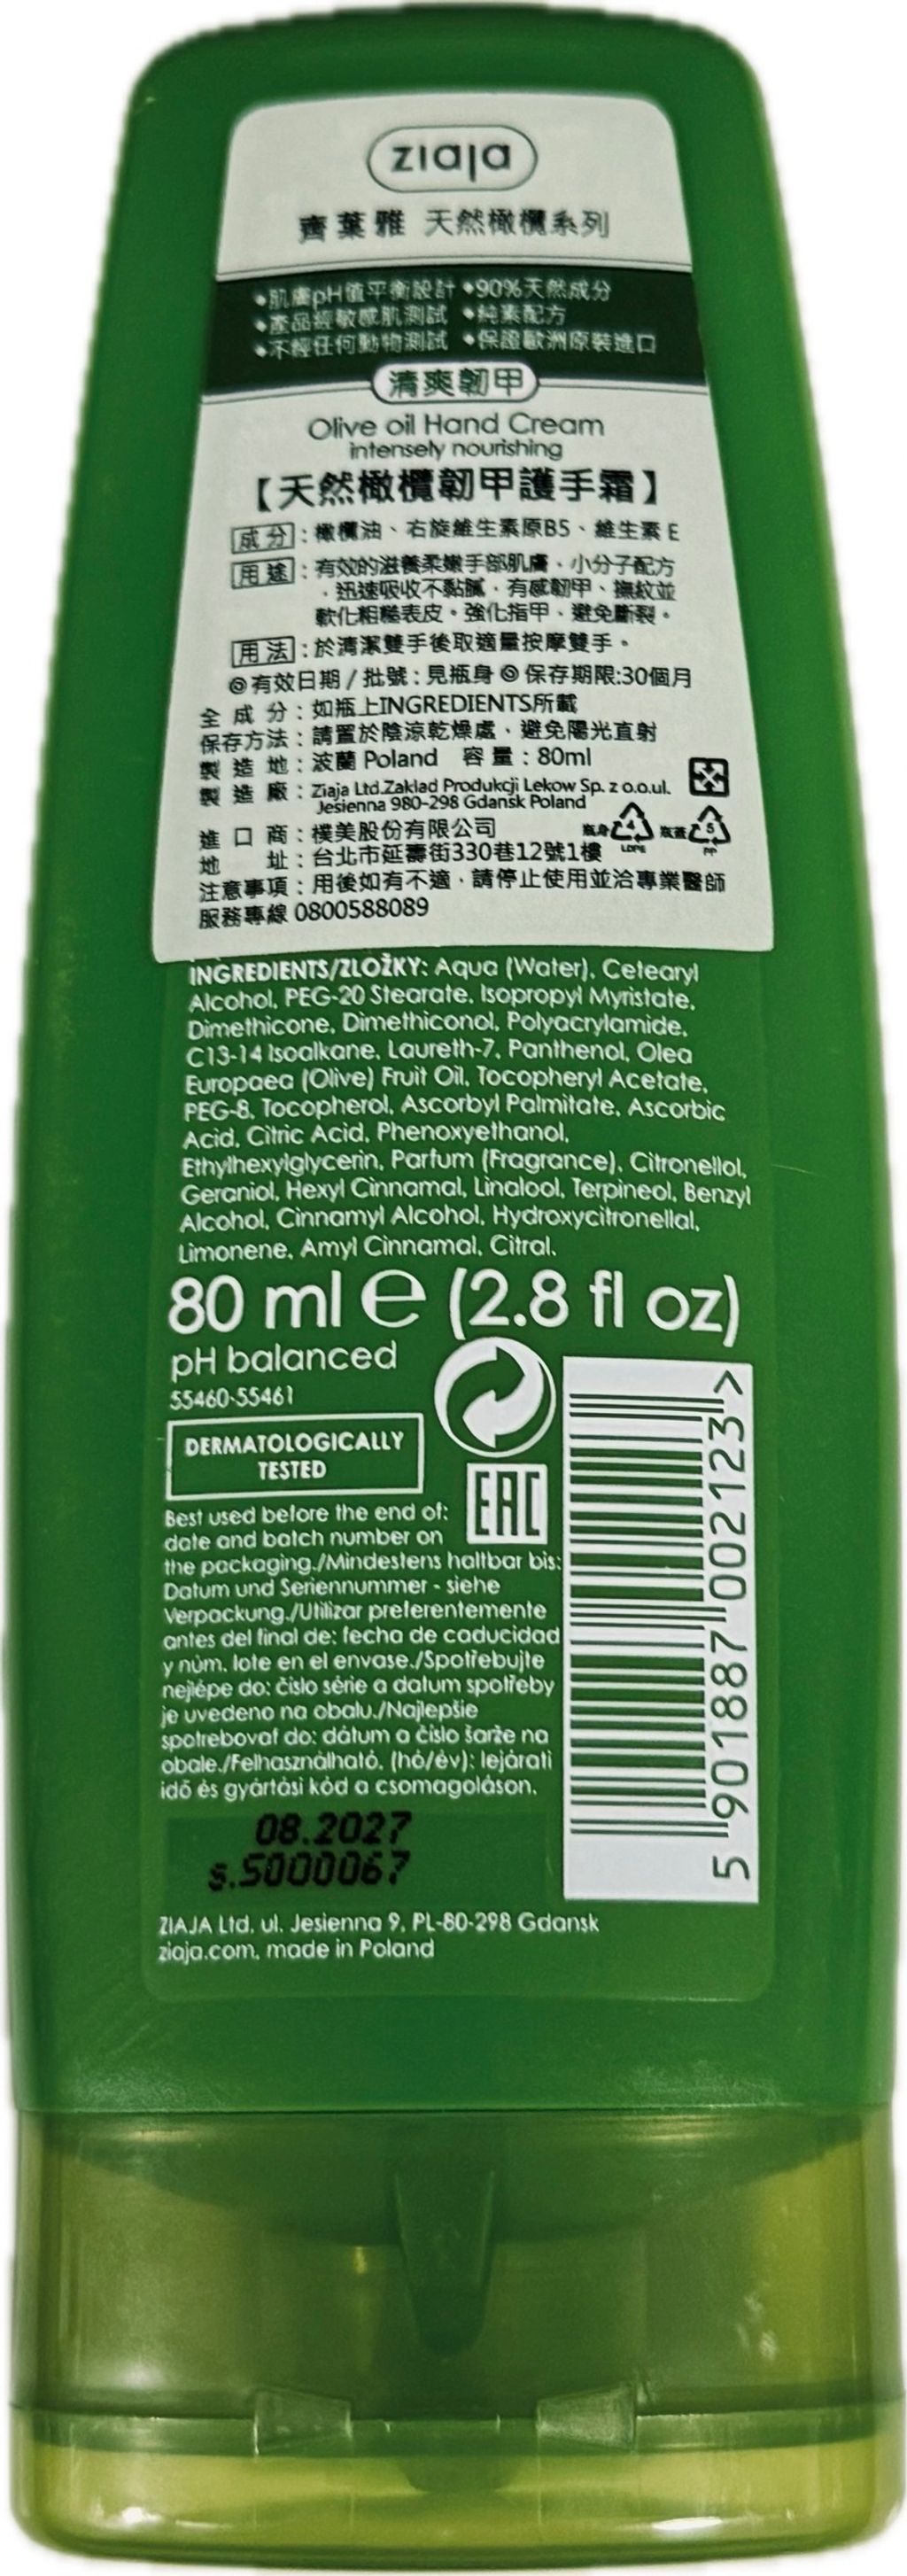 ziaja
齊葉雅 天然橄欖系列
•肌膚pH值平衡設計 •90%天然成分
•產品經敏感肌測試 •純素配方
•不經任何動物測試 •保證歐洲原裝進口
清爽韌甲
Olive oil Hand Cream
intensely nourishing
【天然橄欖韌甲護手霜】
成分：橄欖油、右旋維生素原B5、維生素 E
用途：有效的滋養柔嫩手部肌膚，小分子配方
，迅速吸收不黏膩，有感韌甲、撫紋並
軟化粗糙表皮。強化指甲，避免斷裂。
用法：於清潔雙手後取適量按摩雙手。
◎有效日期 / 批號：見瓶身 ◎ 保存期限:30個月
全成分：如瓶上INGREDIENTS所載
保存方法：請置於陰涼乾燥處，避免陽光直射
製造地：波蘭 Poland 容量：80ml
製造廠：Ziaja Ltd.Zaklad Produkcji Lekow Sp. z o.o.ul.
Jesienna 980-298 Gdansk Poland
進口商：樸美股份有限公司 瓶身 4 瓶蓋 5
LDPE PP
地址：台北市延壽街330巷12號1樓
注意事項：用後如有不適，請停止使用並洽專業醫師
服務專線 0800588089
INGREDIENTS/ZLOŽKY: Aqua (Water), Cetearyl
Alcohol, PEG-20 Stearate, Isopropyl Myristate,
Dimethicone, Dimethiconol, Polyacrylamide,
C13-14 Isoalkane, Laureth-7, Panthenol, Olea
Europaea (Olive) Fruit Oil, Tocopheryl Acetate,
PEG-8, Tocopherol, Ascorbyl Palmitate, Ascorbic
Acid, Citric Acid, Phenoxyethanol,
Ethylhexylglycerin, Parfum (Fragrance), Citronellol,
Geraniol, Hexyl Cinnamal, Linalool, Terpineol, Benzyl
Alcohol, Cinnamyl Alcohol, Hydroxycitronellal,
Limonene, Amyl Cinnamal, Citral.
80 ml e (2.8 fl oz)
pH balanced
55460-55461
DERMATOLOGICALLY
TESTED
EAC
Best used before the end of:
date and batch number on
the packaging./Mindestens haltbar bis:
Datum und Seriennummer - siehe
Verpackung./Utilizar preferentemente
antes del final de: fecha de caducidad
y núm. lote en el envase./Spotřebujte
nejlépe do: číslo série a datum spotřeby
je uvedeno na obalu./Najlepšie
spotrebovať do: dátum a číslo šarže na
obale./Felhasználható, (hó/év): lejárati
idő és gyártási kód a csomagoláson.
08.2027
s.S000067
5 901887 002123 >
ZIAJA Ltd. ul. Jesienna 9, PL-80-298 Gdansk
ziaja.com, made in Poland